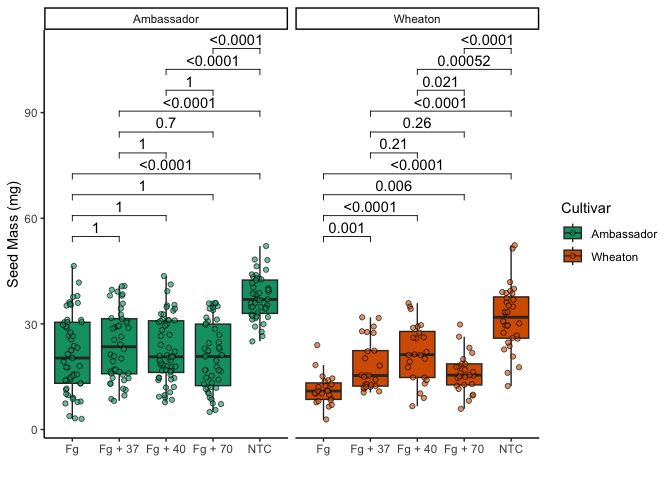 Ambassador
Wheaton
<0.0001
<0.0001
1
<0.0001
0.7
1
<0.0001
1
1
1
<0.0001
0.00052
0.021
<0.0001
0.26
0.21
<0.0001
0.006
<0.0001
0.001
Seed Mass (mg)
90
60
30
0
Fg
Fg + 37
Fg + 40
Fg + 70
NTC
Fg
Fg + 37
Fg + 40
Fg + 70
NTC
Cultivar
Ambassador
Wheaton